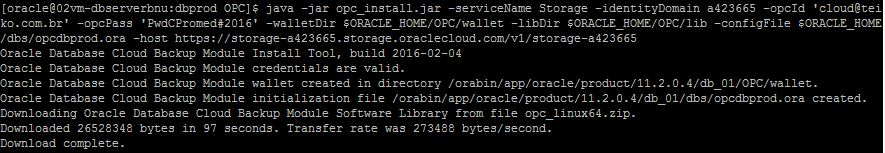 [oracle@02vm-dbserverbnu:dbprod OPC]$ java -jar opc_install.jar -serviceName Storage -identityDomain a423665 -opcId 'cloud@tei
ko.com.br' -opcPass 'PwdCPromed#2016' -walletDir $ORACLE_HOME/OPC/wallet -libDir $ORACLE_HOME/OPC/lib -configFile $ORACLE_HOME
/dbs/opcdbprod.ora -host https://storage-a423665.storage.oraclecloud.com/v1/storage-a423665
Oracle Database Cloud Backup Module Install Tool, build 2016-02-04
Oracle Database Cloud Backup Module credentials are valid.
Oracle Database Cloud Backup Module wallet created in directory /orabin/app/oracle/product/11.2.0.4/db_01/OPC/wallet.
Oracle Database Cloud Backup Module initialization file /orabin/app/oracle/product/11.2.0.4/db_01/dbs/opcdbprod.ora created.
Downloading Oracle Database Cloud Backup Module Software Library from file opc_linux64.zip.
Downloaded 26528348 bytes in 97 seconds. Transfer rate was 273488 bytes/second.
Download complete.